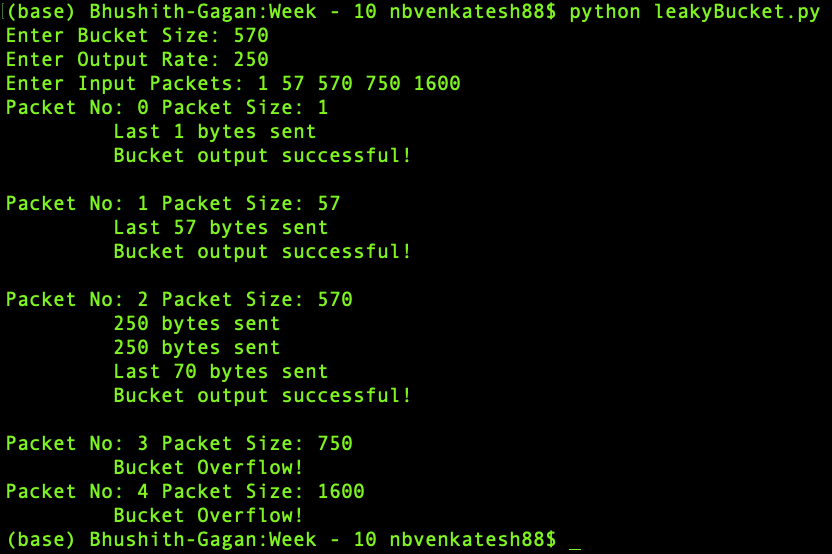 (base) Bhushith-Gagan:Week - 10 nbvenkatesh88$ python leakyBucket.py
Enter Bucket Size: 570
Enter Output Rate: 250
Enter Input Packets: 1 57 570 750 1600
Packet No: 0 Packet Size: 1
Last 1 bytes sent
Bucket output successful!
Packet No: 1 Packet Size: 57
Last 57 bytes sent
Bucket output successful!
Packet No: 2 Packet Size: 570
250 bytes sent
250 bytes sent
Last 70 bytes sent
Bucket output successful!
Packet No: 3 Packet Size: 750
Bucket Overflow!
Packet No: 4 Packet Size: 1600
Bucket Overflow!
(base) Bhushith-Gagan:Week - 10 nbvenkatesh88$ _